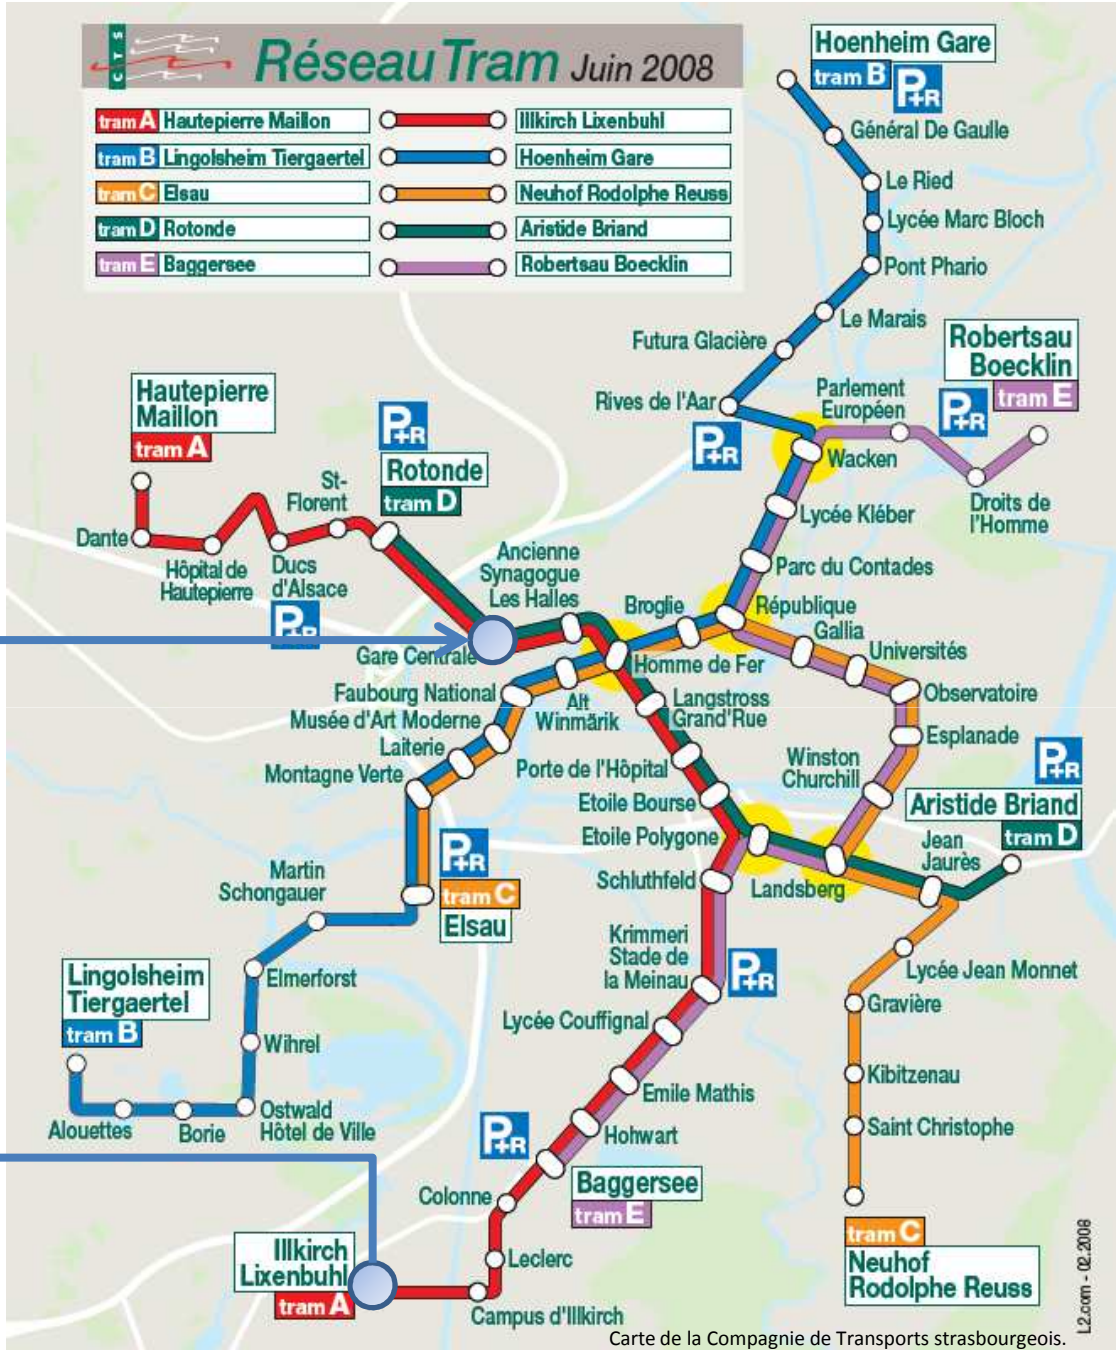 CTS
Réseau Tram Juin 2008
tram A Hautepierre Maillon Illkirch Lixenbuhl
tram B Lingolsheim Tiergaertel Hoenheim Gare
tram C Elsau Neuhof Rodolphe Reuss
tram D Rotonde Aristide Briand
tram E Baggersee Robertsau Boecklin
Hoenheim Gare
tram B
P+R
Général De Gaulle
Le Ried
Lycée Marc Bloch
Pont Phario
Le Marais
Futura Glacière
Rives de l'Aar
P+R
Robertsau
Boecklin
tram E
P+R
Parlement
Européen
Wacken
Droits de
l'Homme
Lycée Kléber
Parc du Contades
Hautepierre
Maillon
tram A
Dante
Hôpital de
Hautepierre
Ducs
d'Alsace
P+R
St-
Florent
P+R
Rotonde
tram D
Gare Centrale
Ancienne
Synagogue
Les Halles
Broglie
République
Gallia
Universités
Observatoire
Esplanade
Winston
Churchill
Homme de Fer
Alt
Winmärik
Faubourg National
Musée d'Art Moderne
Laiterie
Montagne Verte
Langstross
Grand'Rue
Porte de l'Hôpital
Etoile Bourse
Etoile Polygone
Schluthfeld
Landsberg
P+R
Aristide Briand
tram D
Jean
Jaurès
P+R
tram C
Elsau
Martin
Schongauer
Elmerforst
Wihrel
Ostwald
Hôtel de Ville
Borie
Alouettes
Lingolsheim
Tiergaertel
tram B
Krimmeri
Stade de
la Meinau
P+R
Lycée Couffignal
Emile Mathis
Hohwart
P+R
Baggersee
tram E
Colonne
Leclerc
Campus d'Illkirch
Illkirch
Lixenbuhl
tram A
Lycée Jean Monnet
Gravière
Kibitzenau
Saint Christophe
tram C
Neuhof
Rodolphe Reuss
L2.com - 02.2008
Carte de la Compagnie de Transports strasbourgeois.